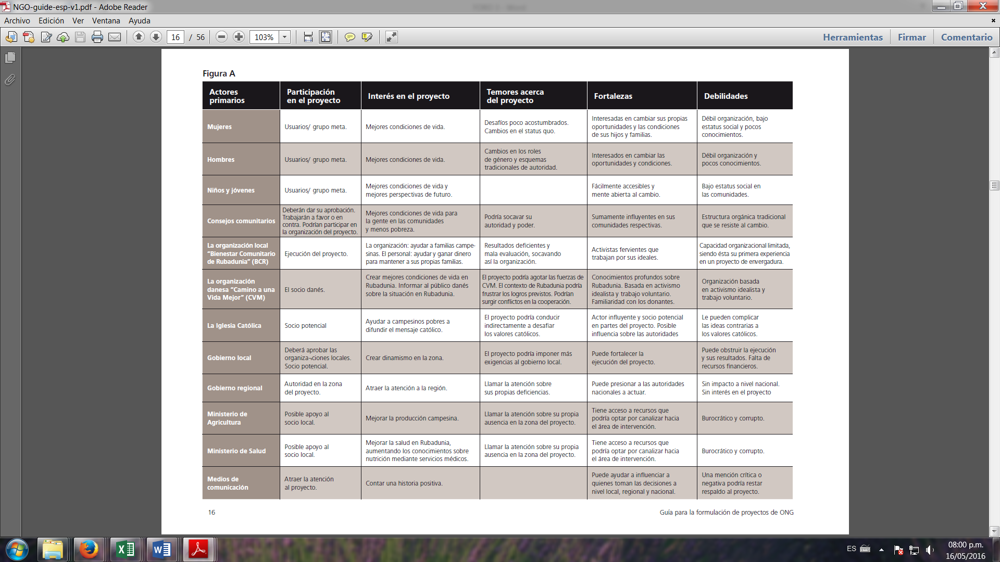 NGO-guide-esp-v1.pdf - Adobe Reader
Archivo Edición Ver Ventana Ayuda
16 / 56 103% Herramientas Firmar Comentario
Figura A
Actores
primarios
Participación
en el proyecto
Interés en el proyecto
Temores acerca
del proyecto
Fortalezas
Debilidades
Mujeres
Usuarios/ grupo meta.
Mejores condiciones de vida.
Desafíos poco acostumbrados.
Cambios en el status quo.
Interesadas en cambiar sus propias
oportunidades y las condiciones
de sus hijos y familias.
Débil organización, bajo
estatus social y pocos
conocimientos.
Hombres
Usuarios/ grupo meta.
Mejores condiciones de vida.
Cambios en los roles
de género y esquemas
tradicionales de autoridad.
Interesados en cambiar las
oportunidades y condiciones.
Débil organización y
pocos conocimientos.
Niños y jóvenes
Usuarios/ grupo meta.
Mejores condiciones de vida y
mejores perspectivas de futuro.
Fácilmente accesibles y
mente abierta al cambio.
Bajo estatus social en
las comunidades.
Consejos comunitarios
Deberán dar su aprobación.
Trabajarán a favor o en
contra. Podrían participar en
la organización del proyecto.
Mejores condiciones de vida para
la gente en las comunidades
y menos pobreza.
Podría socavar su
autoridad y poder.
Sumamente influyentes en sus
comunidades respectivas.
Estructura orgánica tradicional
que se resiste al cambio.
La organización local
“Bienestar Comunitario
de Rubadunia” (BCR)
Ejecución del proyecto.
La organización: ayudar a familias campe-
sinas. El personal: ayudar y ganar dinero
para mantener a sus propias familias.
Resultados deficientes y
mala evaluación, socavando
así la organización.
Activistas fervientes que
trabajan por sus ideales.
Capacidad organizacional limitada,
siendo ésta su primera experiencia
en un proyecto de envergadura.
La organización
danesa “Camino a una
Vida Mejor” (CVM)
El socio danés.
Crear mejores condiciones de vida en
Rubadunia. Informar al público danés
sobre la situación en Rubadunia.
El proyecto podría agotar las fuerzas de
CVM. El contexto de Rubadunia podría
frustrar los logros previstos. Podrían
surgir conflictos en la cooperación.
Conocimientos profundos sobre
Rubadunia. Basada en activismo
idealista y trabajo voluntario.
Familiaridad con los donantes.
Organización basada
en activismo idealista y
trabajo voluntario.
La Iglesia Católica
Socio potencial
Ayudar a campesinos pobres a
difundir el mensaje católico.
El proyecto podría conducir
indirectamente a desafiar
los valores católicos.
Actor influyente y socio potencial
en partes del proyecto. Posible
influencia sobre las autoridades
Le pueden complicar
las ideas contrarias a
los valores católicos.
Gobierno local
Deberá aprobar las
organiza¬ciones locales.
Socio potencial.
Crear dinamismo en la zona.
El proyecto podría imponer más
exigencias al gobierno local.
Puede fortalecer la
ejecución del proyecto.
Puede obstruir la ejecución
y sus resultados. Falta de
recursos financieros.
Gobierno regional
Autoridad en la zona
del proyecto.
Atraer la atención a la región.
Llamar la atención sobre
sus propias deficiencias.
Puede presionar a las autoridades
nacionales a actuar.
Sin impacto a nivel nacional.
Sin interés en el proyecto
Ministerio de
Agricultura
Posible apoyo al
socio local.
Mejorar la producción campesina.
Llamar la atención sobre su propia
ausencia en la zona del proyecto.
Tiene acceso a recursos que
podría optar por canalizar hacia
el área de intervención.
Burocrático y corrupto.
Ministerio de Salud
Posible apoyo al
socio local.
Mejorar la salud en Rubadunia,
aumentando los conocimientos sobre
nutrición mediante servicios médicos.
Llamar la atención sobre su propia
ausencia en la zona del proyecto.
Tiene acceso a recursos que
podría optar por canalizar hacia
el área de intervención.
Burocrático y corrupto.
Medios de
comunicación
Atraer la atención
al proyecto.
Contar una historia positiva.
Puede ayudar a influenciar a
quienes toman las decisiones a
nivel local, regional y nacional.
Una mención crítica o
negativa podría restar
respaldo al proyecto.
16
Guía para la formulación de proyectos de ONG
ES
08:00 p.m.
16/05/2016